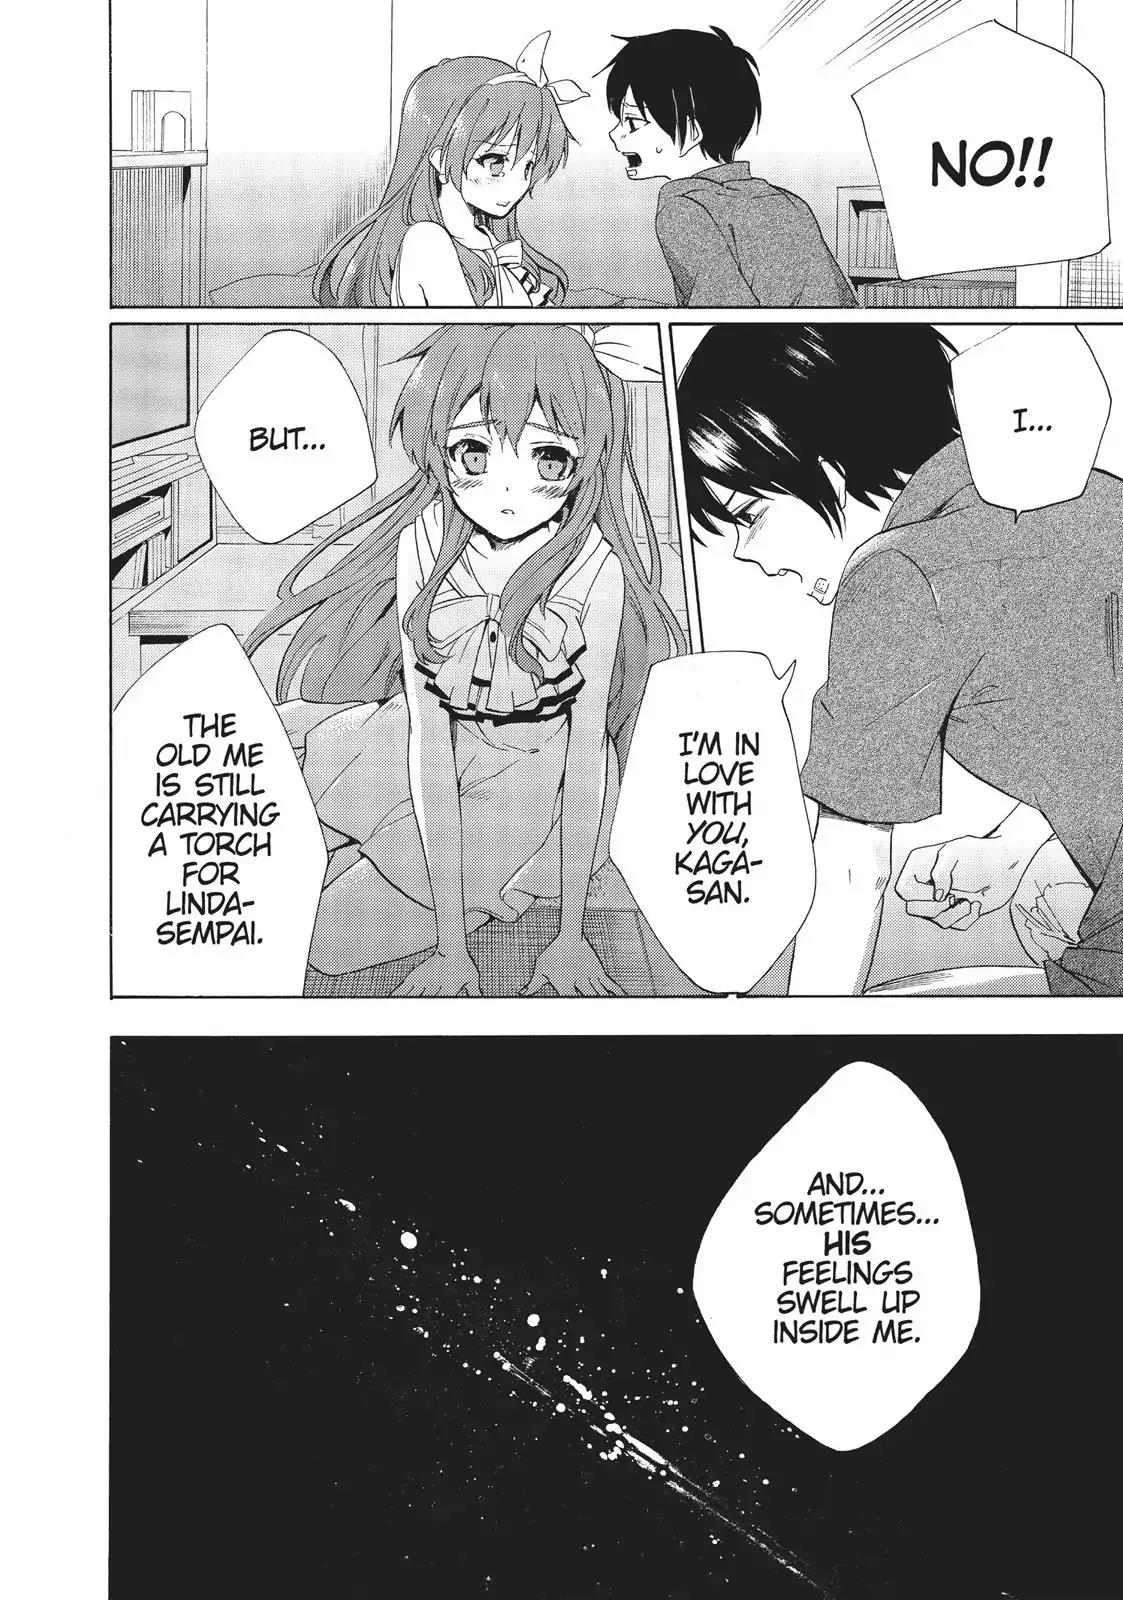 NO!!
I...
I'M IN
LOVE
WITH
YOU,
KAGA-
SAN.
BUT...
THE
OLD ME
IS STILL
CARRYING
A TORCH
FOR
LINDA-
SEMPAI.
AND...
SOMETIMES...
HIS
FEELINGS
SWELL UP
INSIDE ME.